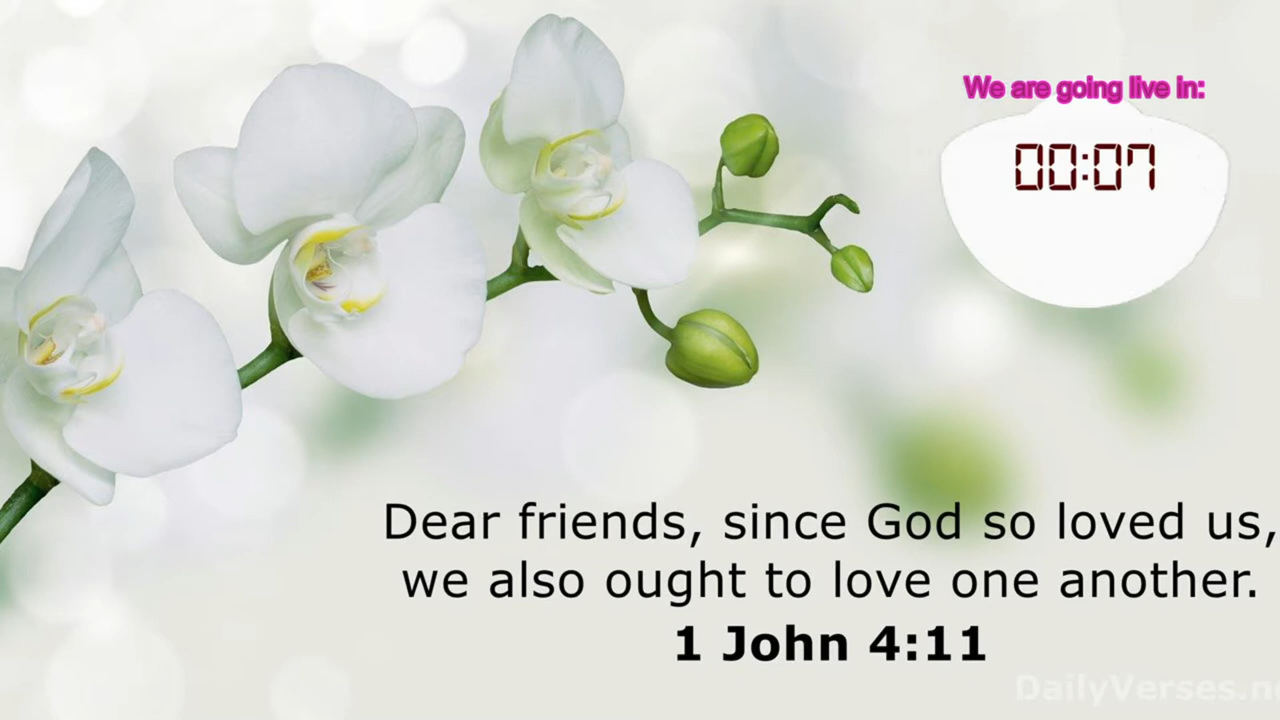 We are going live in:
00:07
Dear friends, since God so loved us,
we also ought to love one another.
1 John 4:11
DailyVerses.ne